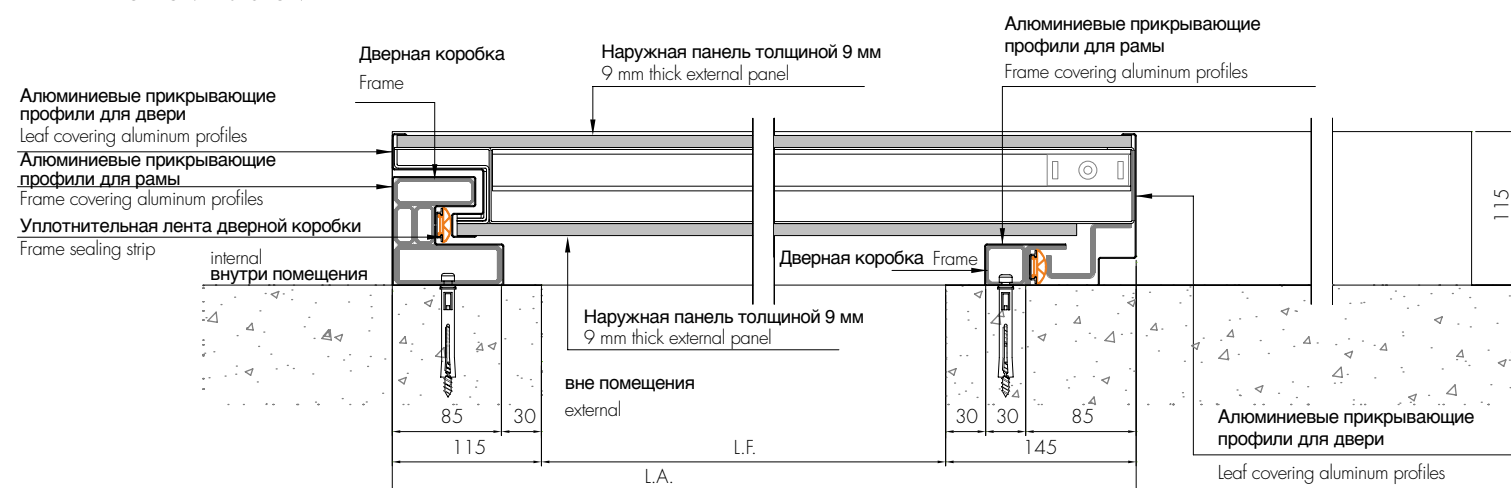 Алюминиевые прикрывающие
профили для рамы
Frame covering aluminum profiles
Дверная коробка
Frame
Наружная панель толщиной 9 мм
9 mm thick external panel
Алюминиевые прикрывающие
профили для двери
Leaf covering aluminum profiles
Алюминиевые прикрывающие
профили для рамы
Frame covering aluminum profiles
Уплотнительная лента дверной коробки
Frame sealing strip
internal
внутри помещения
115
Дверная коробка Frame
Наружная панель толщиной 9 мм
9 mm thick external panel
вне помещения
external
85 30
30 30 85
115
L.F.
145
L.A.
Алюминиевые прикрывающие
профили для двери
Leaf covering aluminum profiles